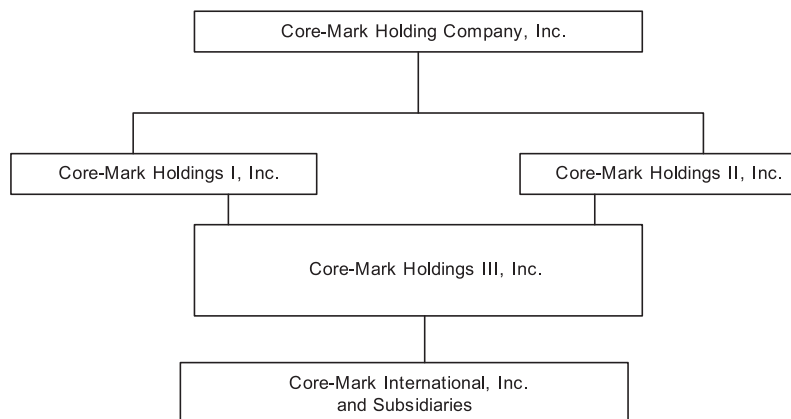 Core-Mark Holding Company, Inc.
Core-Mark Holdings I, Inc.
Core-Mark Holdings II, Inc.
Core-Mark Holdings III, Inc.
Core-Mark International, Inc.
and Subsidiaries